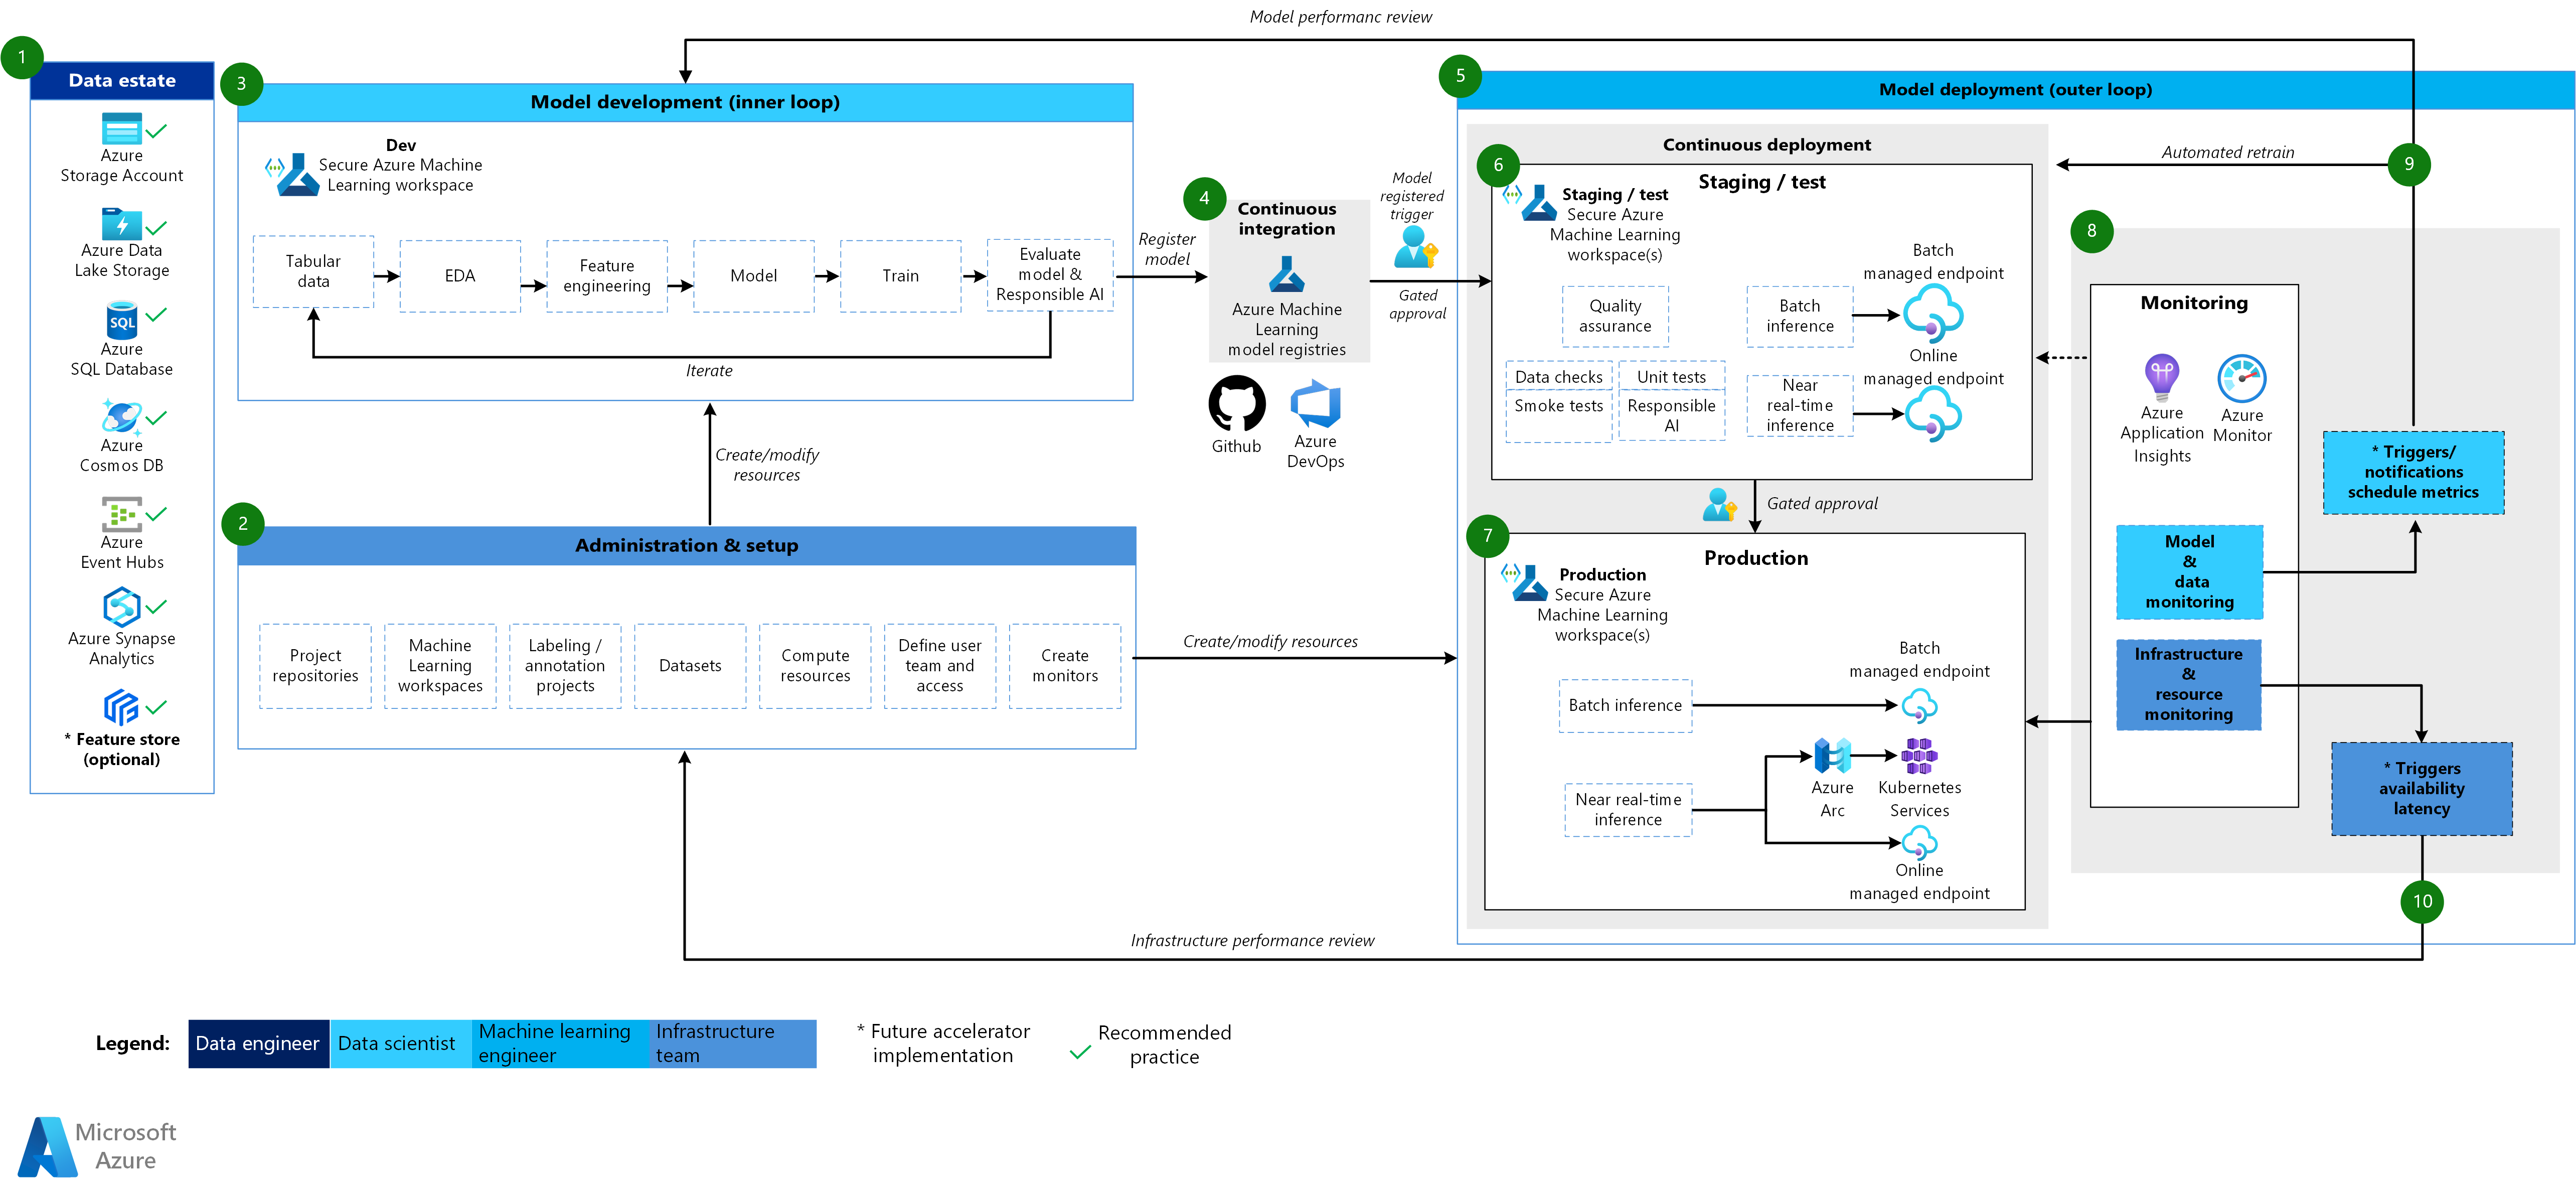 Model performanc review
1
Data estate
Azure
Storage Account
Azure Data
Lake Storage
SQL
Azure
SQL Database
Azure
Cosmos DB
Azure
Event Hubs
Azure Synapse
Analytics
* Feature store
(optional)
3
Model development (inner loop)
Dev
Secure Azure Machine
Learning workspace
Tabular
data
EDA
Feature
engineering
Model
Train
Evaluate
model &
Responsible AI
Iterate
Create/modify
resources
2
Administration & setup
Project
repositories
Machine
Learning
workspaces
Labeling /
annotation
projects
Datasets
Compute
resources
Define user
team and
access
Create
monitors
Register
model
4
Continuous
integration
Azure Machine
Learning
model registries
Github
Azure
DevOps
Model
registered
trigger
Gated
approval
Create/modify resources
5
Model deployment (outer loop)
Continuous deployment
6
Staging / test
Staging / test
Secure Azure
Machine Learning
workspace(s)
Quality
assurance
Data checks
Unit tests
Smoke tests
Responsible
AI
Batch
inference
Batch
managed endpoint
Near
real-time
inference
Online
managed endpoint
Gated approval
7
Production
Production
Secure Azure
Machine Learning
workspace(s)
Batch inference
Batch
managed endpoint
Near real-time
inference
Azure
Arc
Kubernetes
Services
Online
managed endpoint
Automated retrain
9
8
Monitoring
Azure
Application
Insights
Azure
Monitor
Model
&
data
monitoring
Infrastructure
&
resource
monitoring
* Triggers/
notifications
schedule metrics
* Triggers
availability
latency
10
Infrastructure performance review
Legend:
Data engineer
Data scientist
Machine learning
engineer
Infrastructure
team
* Future accelerator
implementation
Recommended
practice
Microsoft
Azure